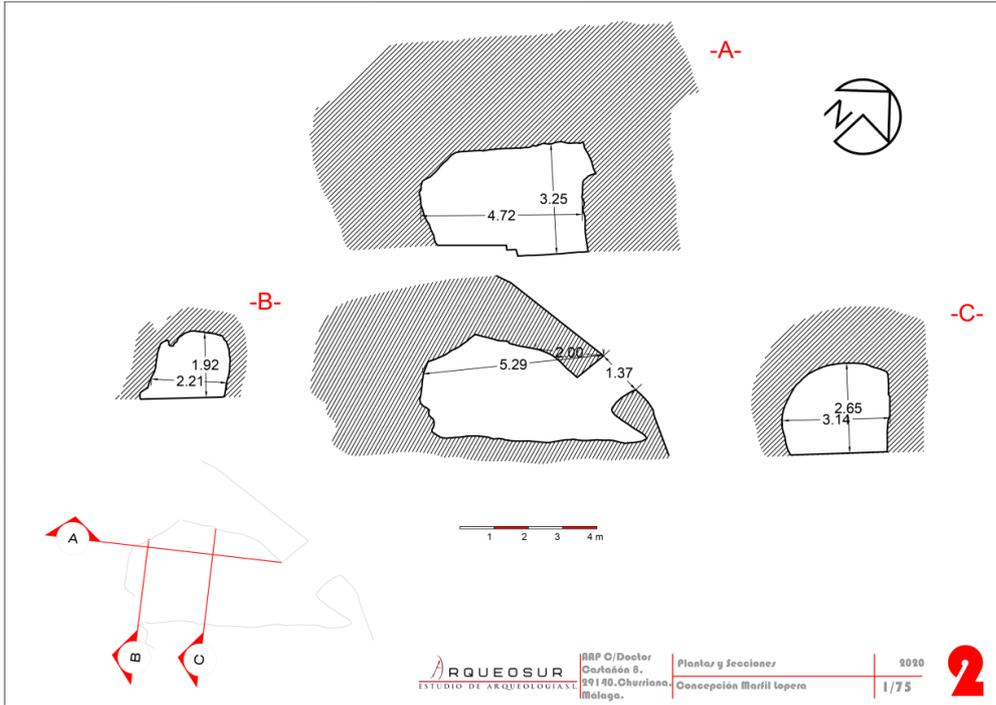 -A-
N
3.25
4.72
-B-
-C-
1.92
2.21
2.00
5.29
1.37
2.65
3.14
1 2 3 4 m
A
B
C
ARQUEOSUR
ESTUDIO DE ARQUEOLOGIA S.L.
AAP C/Doctor
Castañón 8.
29140.Churriana.
Málaga.
Plantas y Secciones
2020
Concepción Marfil Lopera
1/75
2